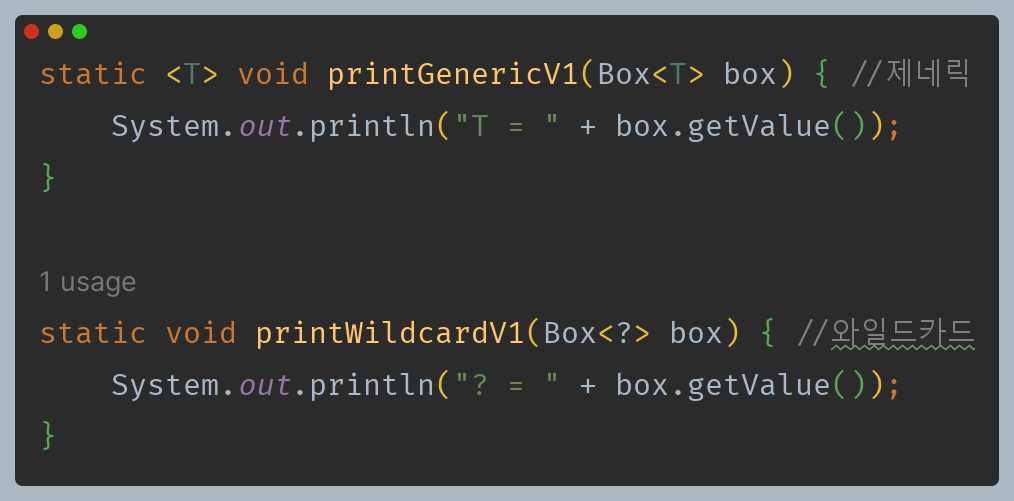 static <T> void printGenericV1(Box<T> box) { //제네릭
    System.out.println("T = " + box.getValue());
}
1 usage
static void printWildcardV1(Box<?> box) { //와일드카드
    System.out.println("? = " + box.getValue());
}